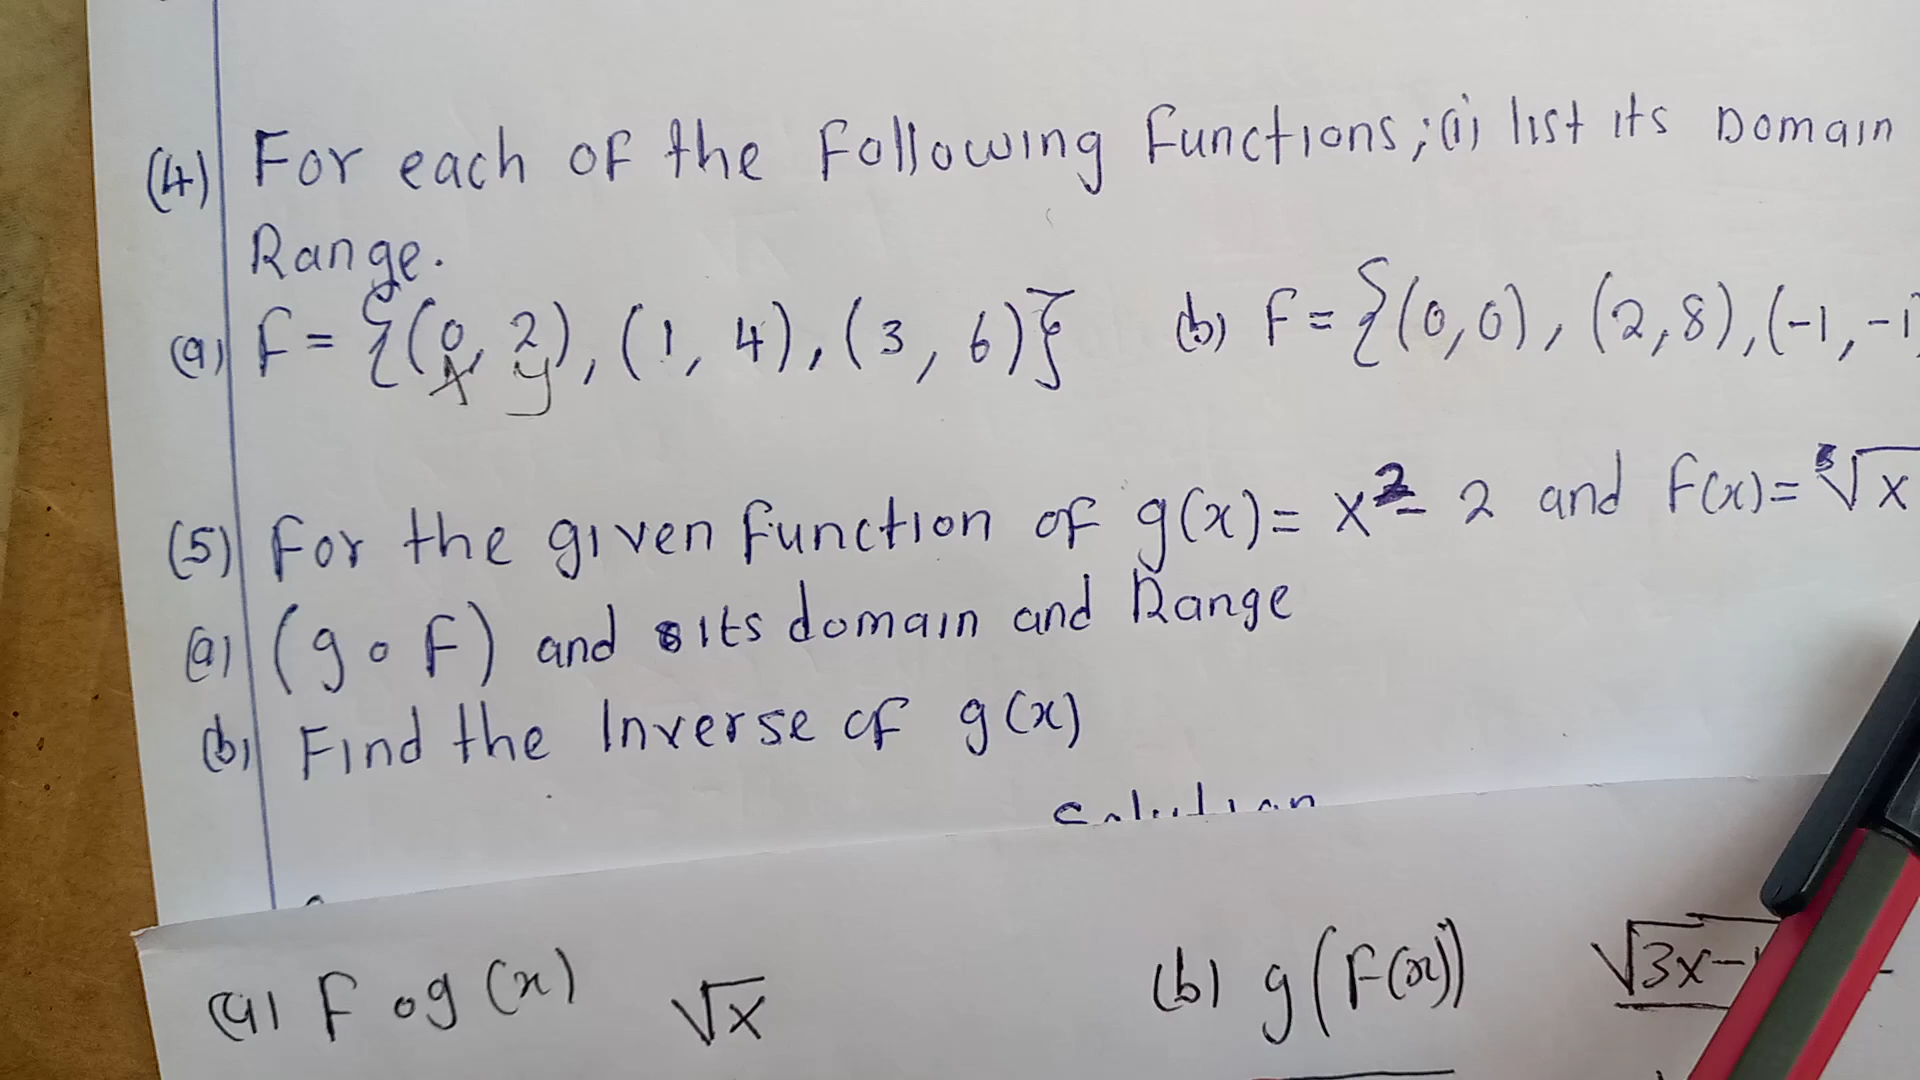 (4) For each of the Following Functions; (i) list its Domain
Range.
(a) F = {(0, 2), (1, 4), (3, 6)} (b) F = {(0,0), (2,8), (-1, -1
x y
(5) For the given function of g(x) = x² - 2 and F(x) = ∛x
(a) (g o F) and its domain and Range
(b) Find the Inverse of g(x)
Solution
(a) F o g (x) √x (b) g(F(x)) √3x-